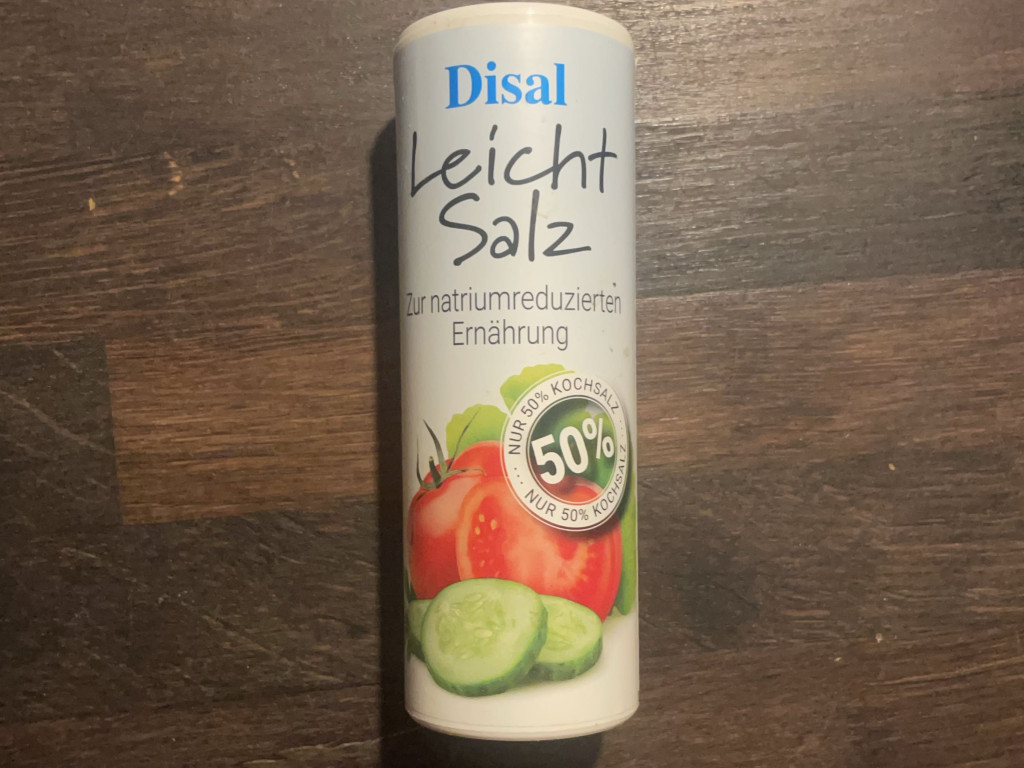 Disal
Leicht
Salz
Zur natriumreduzierten
Ernährung
NUR 50% KOCHSALZ
50%
NUR 50% KOCHSALZ